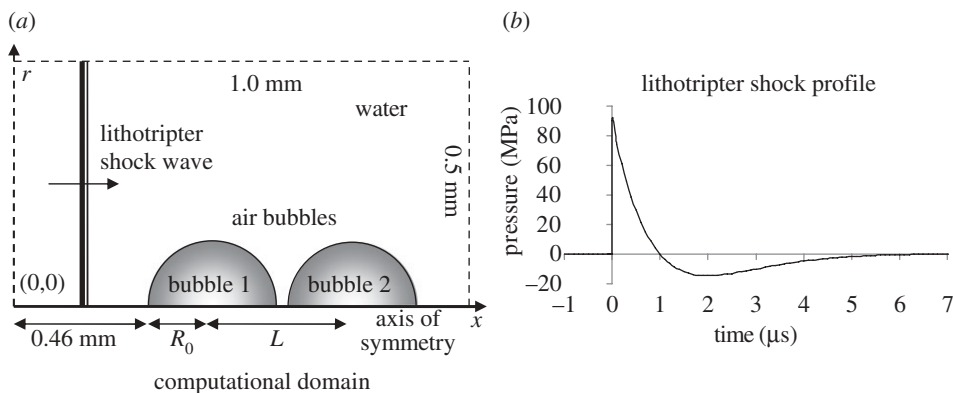 (a)
r
1.0 mm
water
lithotripter
shock wave
0.5 mm
air bubbles
(0,0)
bubble 1
bubble 2
axis of
symmetry
x
0.46 mm
R0
L
computational domain
(b)
lithotripter shock profile
pressure (MPa)
100
80
60
40
20
0
−20
−1 0 1 2 3 4 5 6 7
time (μs)